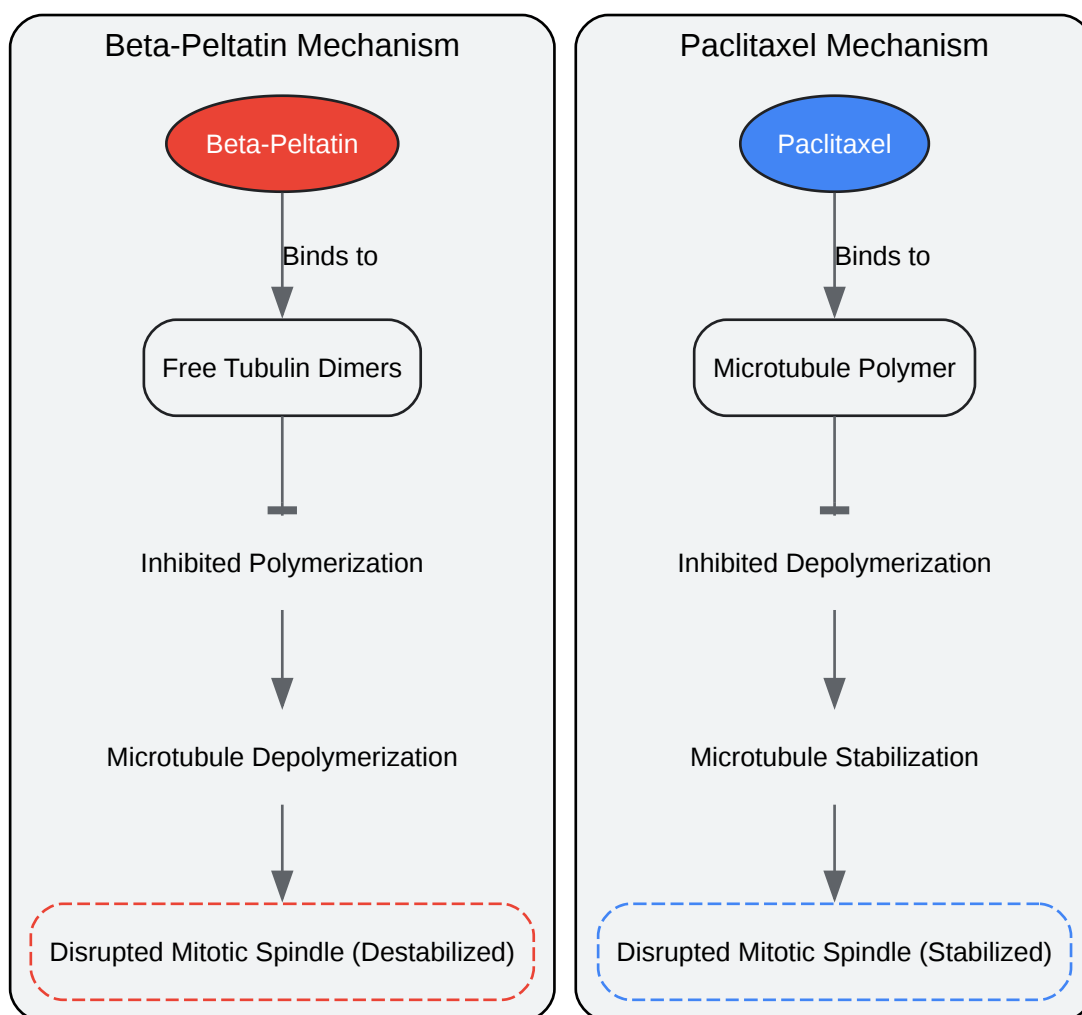 Beta-Peltatin Mechanism
Beta-Peltatin
Binds to
Free Tubulin Dimers
Inhibited Polymerization
Microtubule Depolymerization
Disrupted Mitotic Spindle (Destabilized)
Paclitaxel Mechanism
Paclitaxel
Binds to
Microtubule Polymer
Inhibited Depolymerization
Microtubule Stabilization
Disrupted Mitotic Spindle (Stabilized)